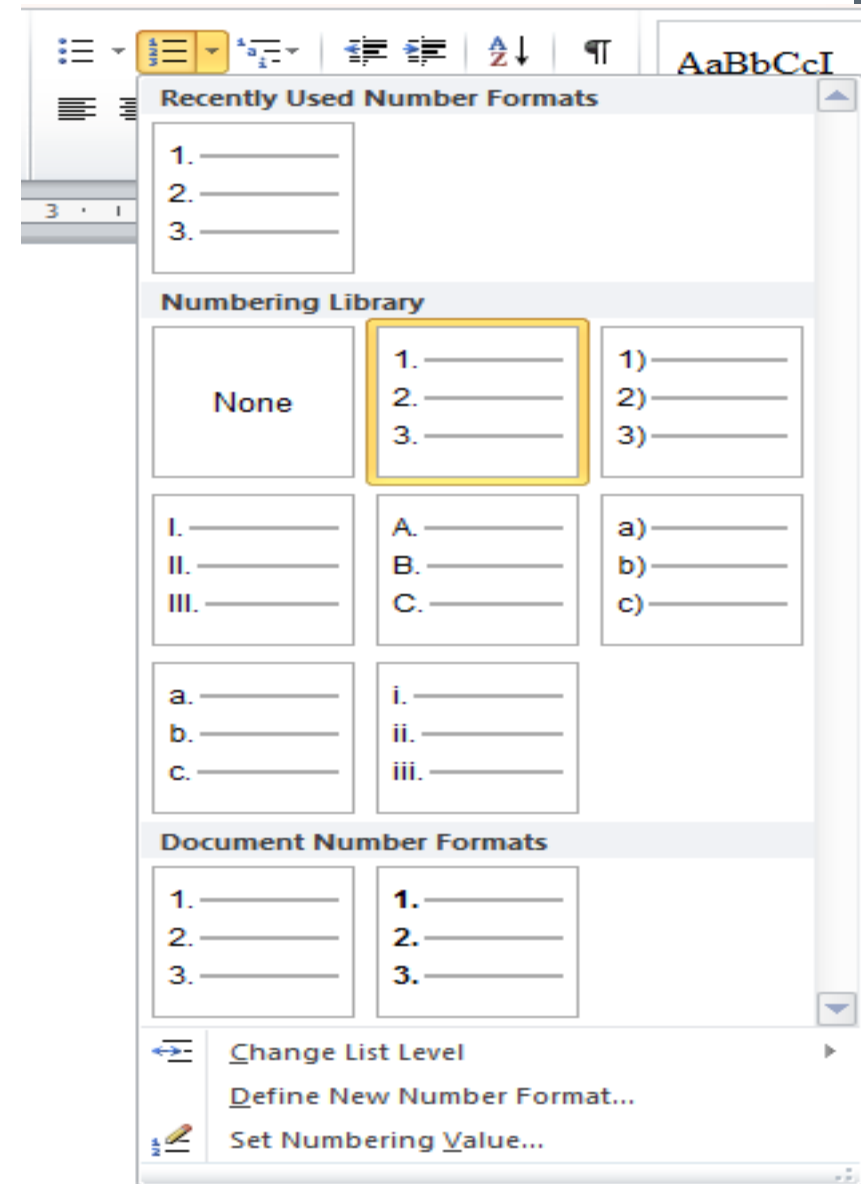 AaBbCcI
3 · ı
Recently Used Number Formats
1.
2.
3.
Numbering Library
None
1.
2.
3.
1)
2)
3)
I.
II.
III.
A.
B.
C.
a)
b)
c)
a.
b.
c.
i.
ii.
iii.
Document Number Formats
1.
2.
3.
1.
2.
3.
Change List Level
Define New Number Format...
Set Numbering Value...